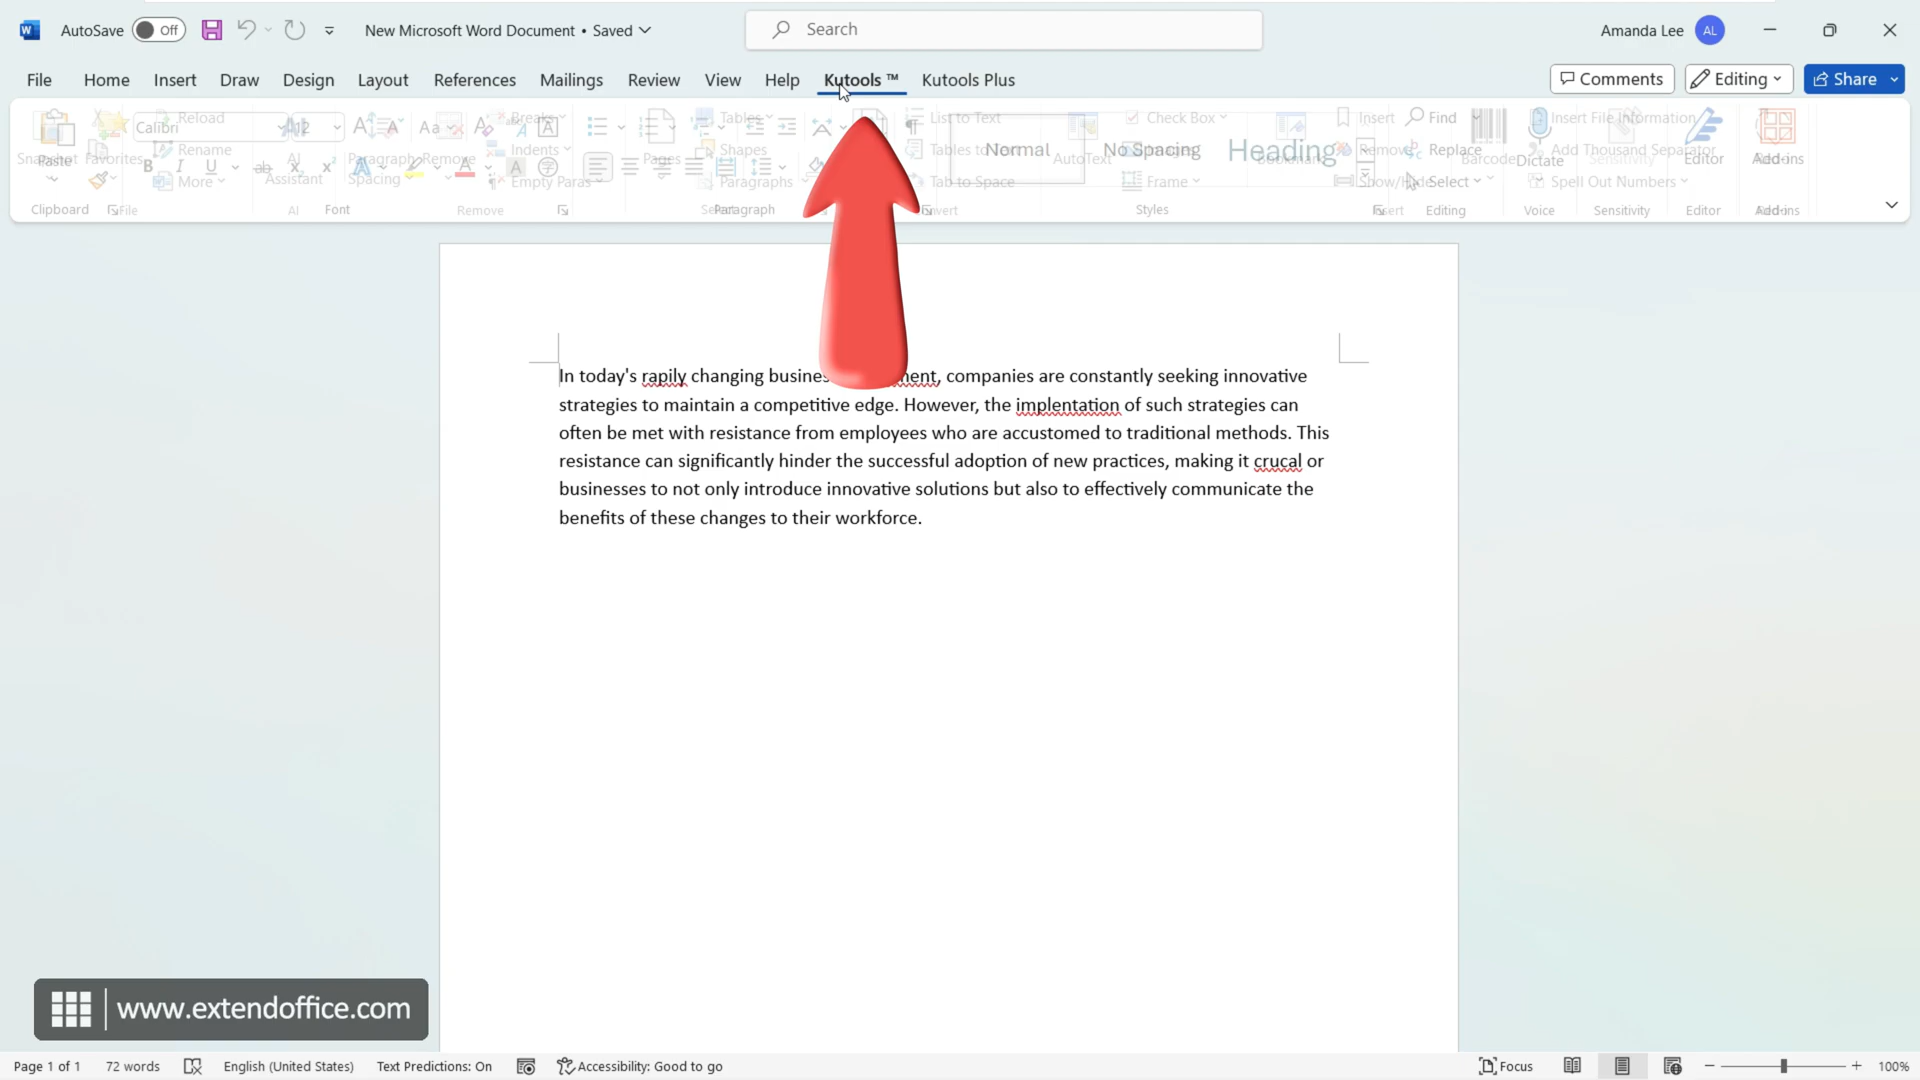 AutoSave Off New Microsoft Word Document • Saved Search Amanda Lee AL
File Home Insert Draw Design Layout References Mailings Review View Help Kutools ™ Kutools Plus Comments Editing Share
Reload Breaks Tables List to Text Check Box Insert Find Insert File Information
Calibri 12 Aa
Snapshot Paste Favorites Rename AI Assistant Paragraph Spacing Remove Indents Pages Shapes Tables to Text Normal AutoText No Spacing Images Heading Bookmark Remove Replace Barcode Dictate Add Thousand Separator Sensitivity Editor Add-ins
B I U ab x More Empty Paras Paragraphs Tab to Space Frame Show/Hide Select Spell Out Numbers
Clipboard File AI Font Remove Select Paragraph Styles Insert Editing Voice Sensitivity Editor Add-ins
In today's rapily changing companies are constantly seeking innovative
strategies to maintain a competitive edge. However, the implentation of such strategies can
often be met with resistance from employees who are accustomed to traditional methods. This
resistance can significantly hinder the successful adoption of new practices, making it crucal or
businesses to not only introduce innovative solutions but also to effectively communicate the
benefits of these changes to their workforce.
www.extendoffice.com
Page 1 of 1 72 words English (United States) Text Predictions: On Accessibility: Good to go Focus 100%